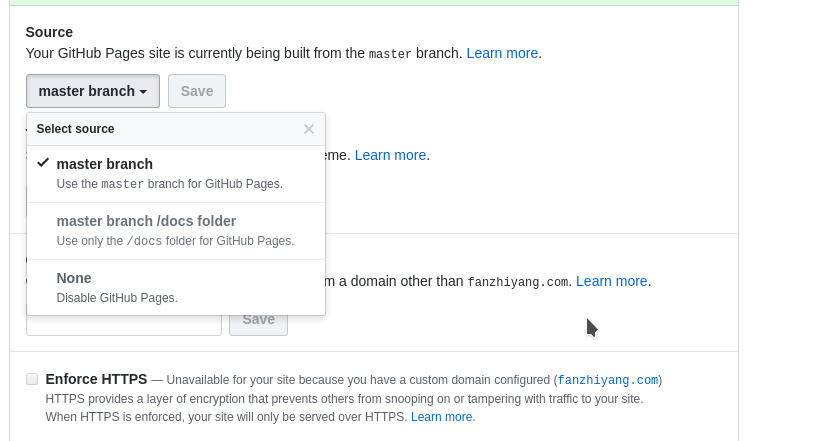 Source
Your GitHub Pages site is currently being built from the master branch. Learn more.
master branch
Save
Select source
eme. Learn more.
master branch
Use the master branch for GitHub Pages.
master branch /docs folder
Use only the /docs folder for GitHub Pages.
None
m a domain other than fanzhiyang.com. Learn more.
Disable GitHub Pages.
Save
Enforce HTTPS — Unavailable for your site because you have a custom domain configured (fanzhiyang.com)
HTTPS provides a layer of encryption that prevents others from snooping on or tampering with traffic to your site.
When HTTPS is enforced, your site will only be served over HTTPS. Learn more.